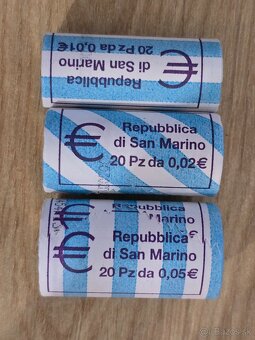 Repubblica
di San Marino
20 Pz da 0,01€
Repubblica
di San Marino
20 Pz da 0,02€
Repubblica
di San Marino
20 Pz da 0,05€